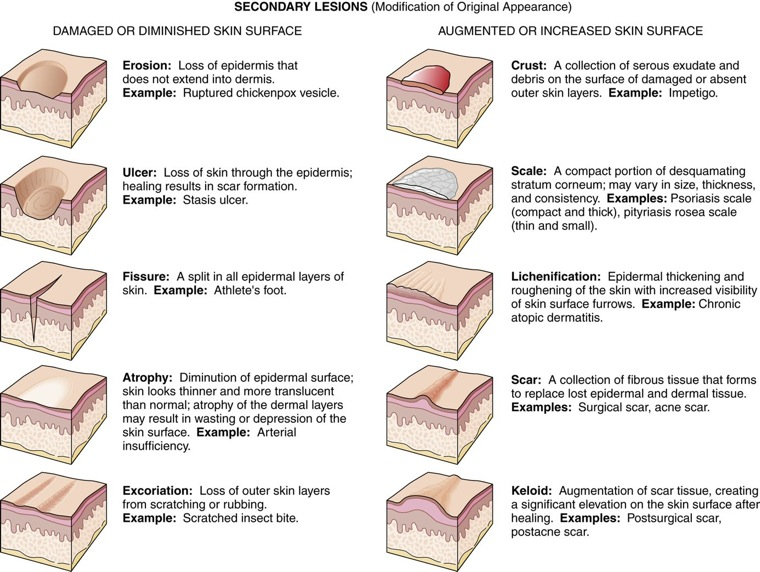 SECONDARY LESIONS (Modification of Original Appearance)
DAMAGED OR DIMINISHED SKIN SURFACE
Erosion: Loss of epidermis that
does not extend into dermis.
Example: Ruptured chickenpox vesicle.
Ulcer: Loss of skin through the epidermis;
healing results in scar formation.
Example: Stasis ulcer.
Fissure: A split in all epidermal layers of
skin. Example: Athlete's foot.
Atrophy: Diminution of epidermal surface;
skin looks thinner and more translucent
than normal; atrophy of the dermal layers
may result in wasting or depression of the
skin surface. Example: Arterial
insufficiency.
Excoriation: Loss of outer skin layers
from scratching or rubbing.
Example: Scratched insect bite.
AUGMENTED OR INCREASED SKIN SURFACE
Crust: A collection of serous exudate and
debris on the surface of damaged or absent
outer skin layers. Example: Impetigo.
Scale: A compact portion of desquamating
stratum corneum; may vary in size, thickness,
and consistency. Examples: Psoriasis scale
(compact and thick), pityriasis rosea scale
(thin and small).
Lichenification: Epidermal thickening and
roughening of the skin with increased visibility
of skin surface furrows. Example: Chronic
atopic dermatitis.
Scar: A collection of fibrous tissue that forms
to replace lost epidermal and dermal tissue.
Examples: Surgical scar, acne scar.
Keloid: Augmentation of scar tissue, creating
a significant elevation on the skin surface after
healing. Examples: Postsurgical scar,
postacne scar.